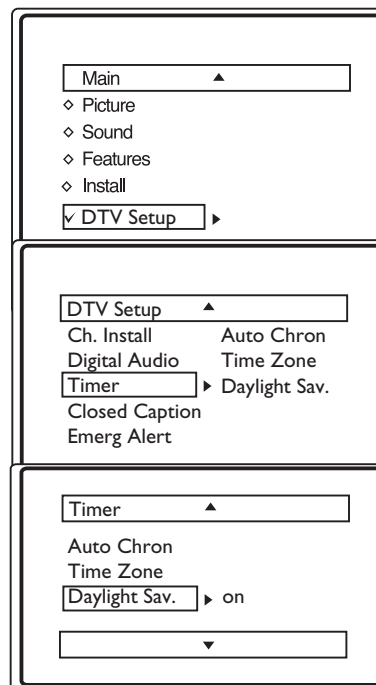 Main
Picture
Sound
Features
Install
DTV Setup
DTV Setup
Ch. Install Auto Chron
Digital Audio Time Zone
Timer Daylight Sav.
Closed Caption
Emerg Alert
Timer
Auto Chron
Time Zone
Daylight Sav. on